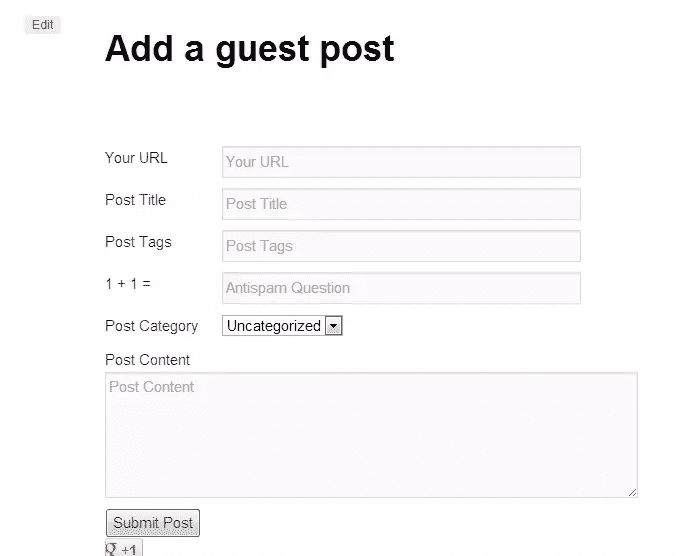 Edit
Add a guest post
Your URL Your URL
Post Title Post Title
Post Tags Post Tags
1 + 1 = Antispam Question
Post Category Uncategorized
Post Content
Post Content
Submit Post
+1